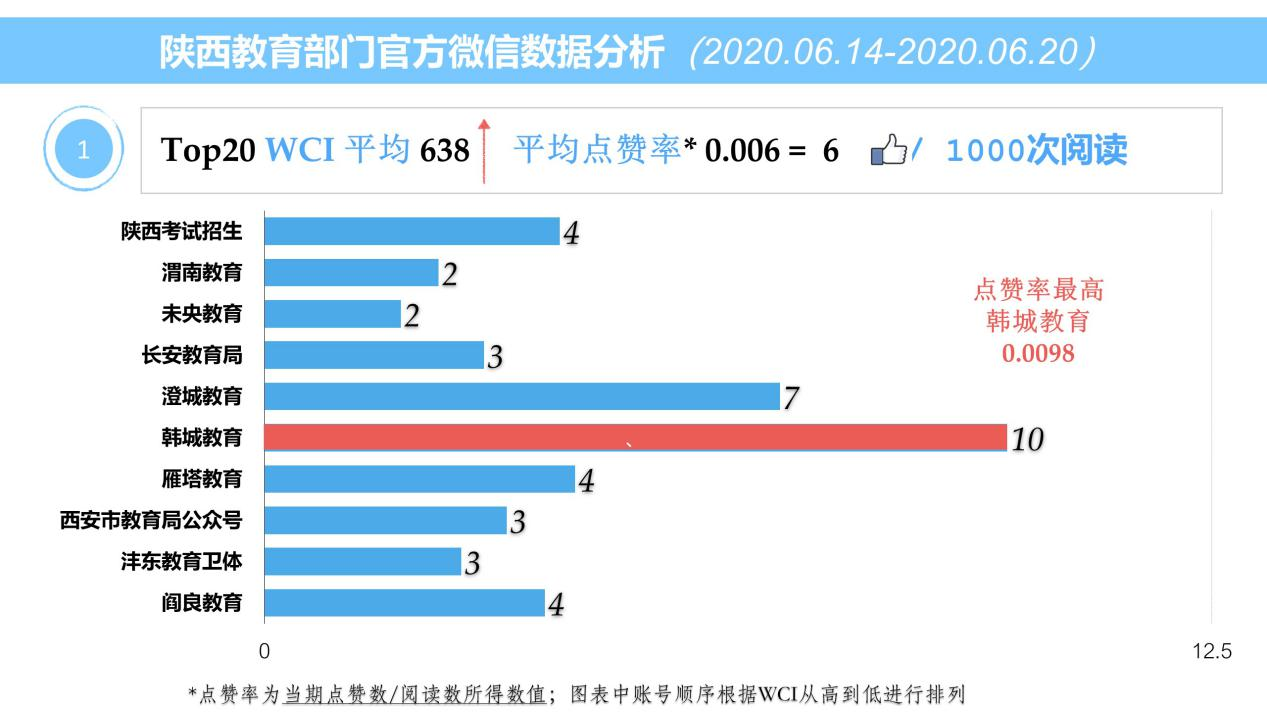 陕西教育部门官方微信数据分析（2020.06.14-2020.06.20）
1
Top20 WCI 平均 638 平均点赞率* 0.006 = 6 / 1000次阅读
陕西考试招生 4
渭南教育 2
未央教育 2
长安教育局 3
澄城教育 7
韩城教育 、 10
雁塔教育 4
西安市教育局公众号 3
沣东教育卫体 3
阎良教育 4
点赞率最高
韩城教育
0.0098
0 12.5
*点赞率为当期点赞数/阅读数所得数值；图表中账号顺序根据WCI从高到低进行排列